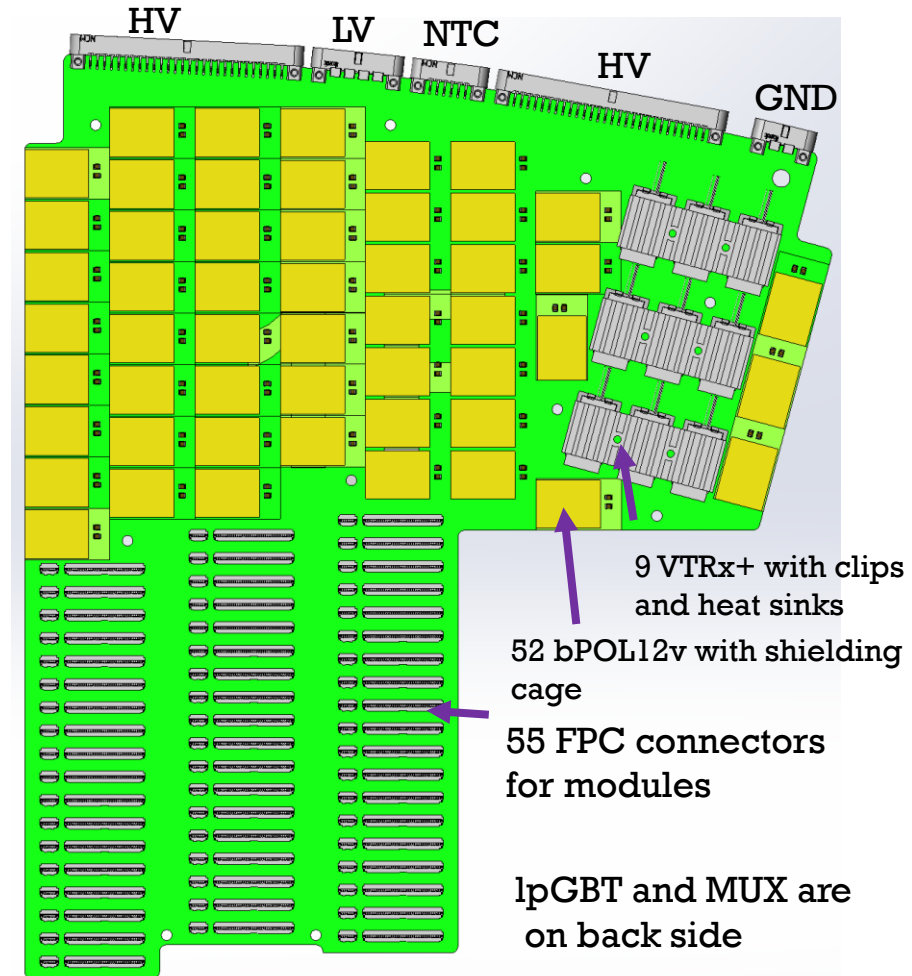 HV
LV
NTC
HV
GND
9 VTRx+ with clips
and heat sinks
52 bPOL12v with shielding
cage
55 FPC connectors
for modules
lpGBT and MUX are
on back side